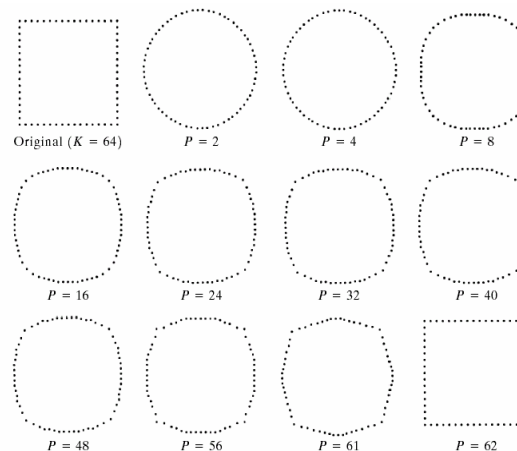 Original (K = 64)
P = 2
P = 4
P = 8
P = 16
P = 24
P = 32
P = 40
P = 48
P = 56
P = 61
P = 62